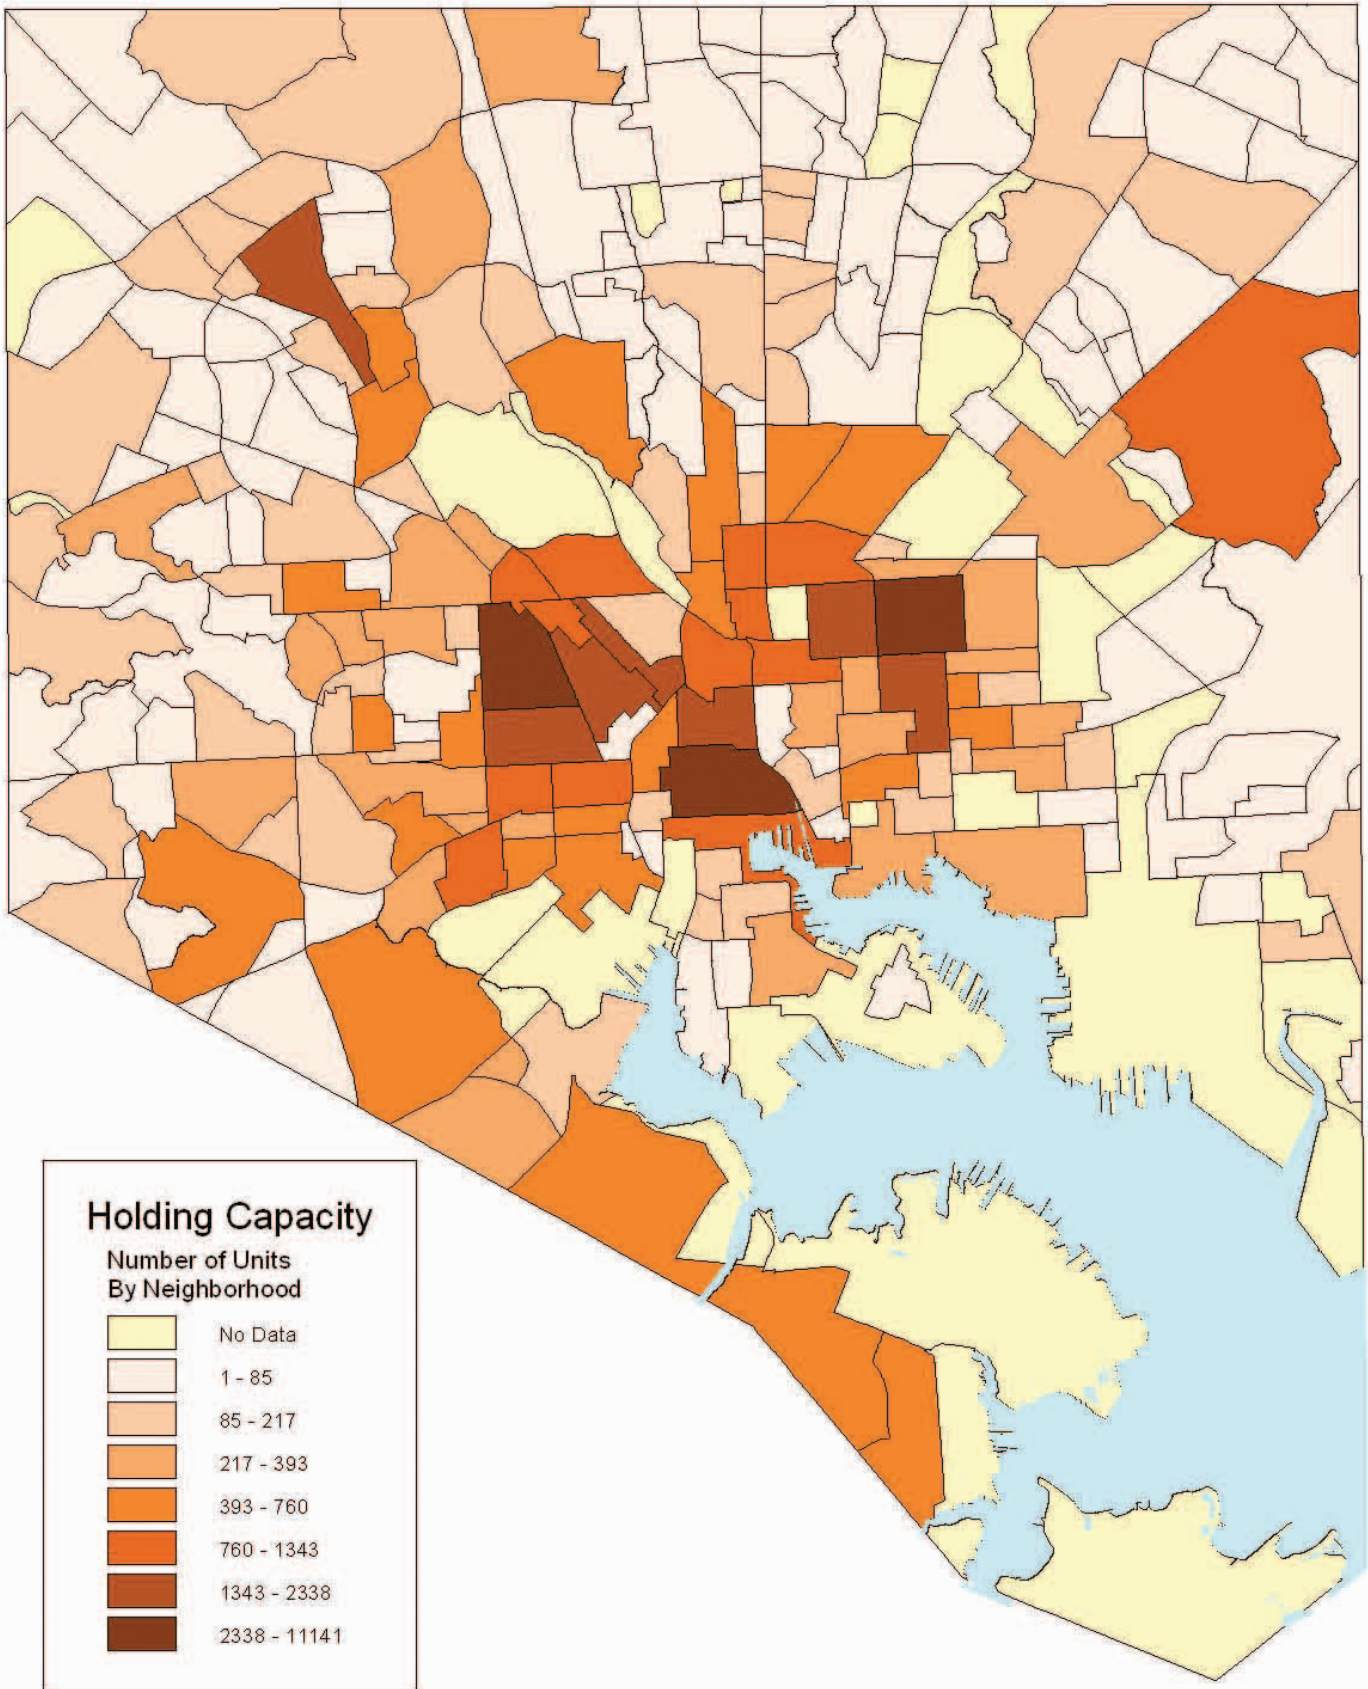 Holding Capacity
Number of Units
By Neighborhood
No Data
1 - 85
85 - 217
217 - 393
393 - 760
760 - 1343
1343 - 2338
2338 - 11141